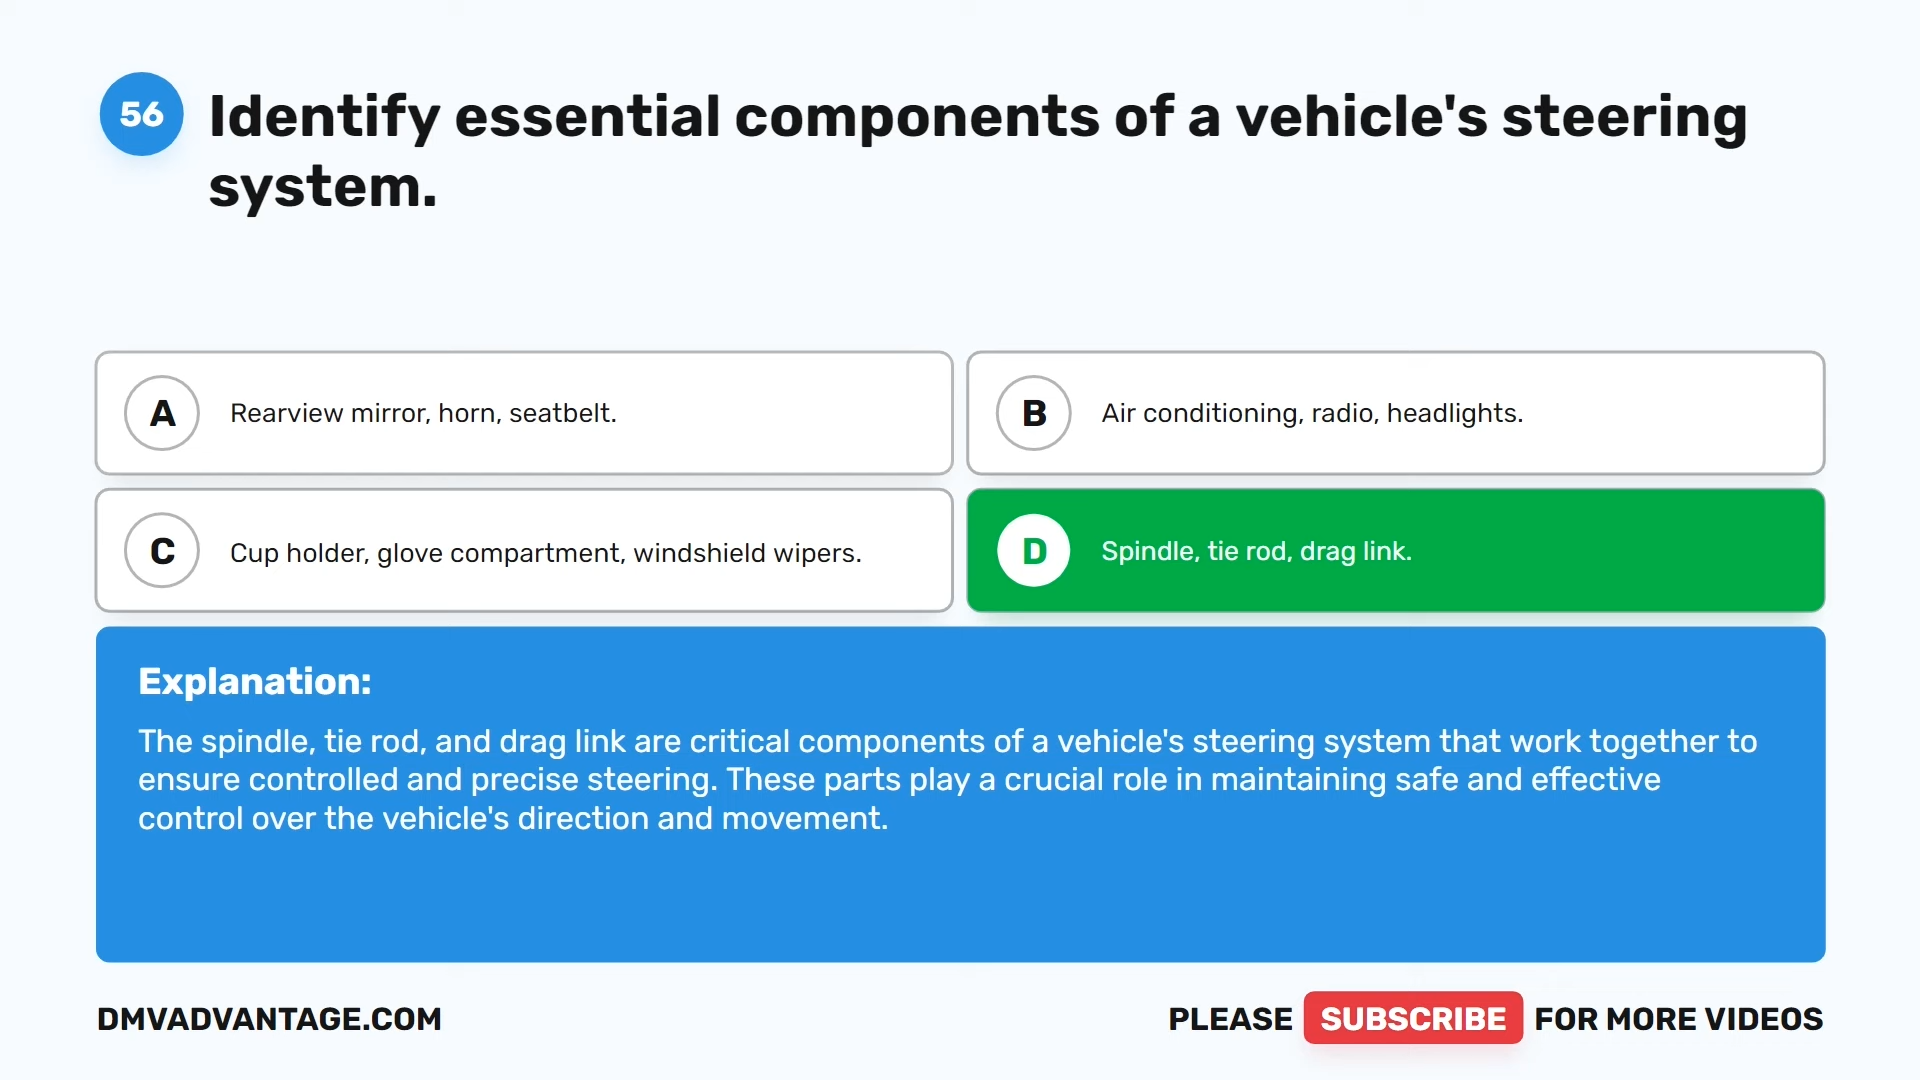 56
Identify essential components of a vehicle's steering
system.
A
Rearview mirror, horn, seatbelt.
B
Air conditioning, radio, headlights.
C
Cup holder, glove compartment, windshield wipers.
D
Spindle, tie rod, drag link.
Explanation:
The spindle, tie rod, and drag link are critical components of a vehicle's steering system that work together to
ensure controlled and precise steering. These parts play a crucial role in maintaining safe and effective
control over the vehicle's direction and movement.
DMVADVANTAGE.COM
PLEASE SUBSCRIBE FOR MORE VIDEOS